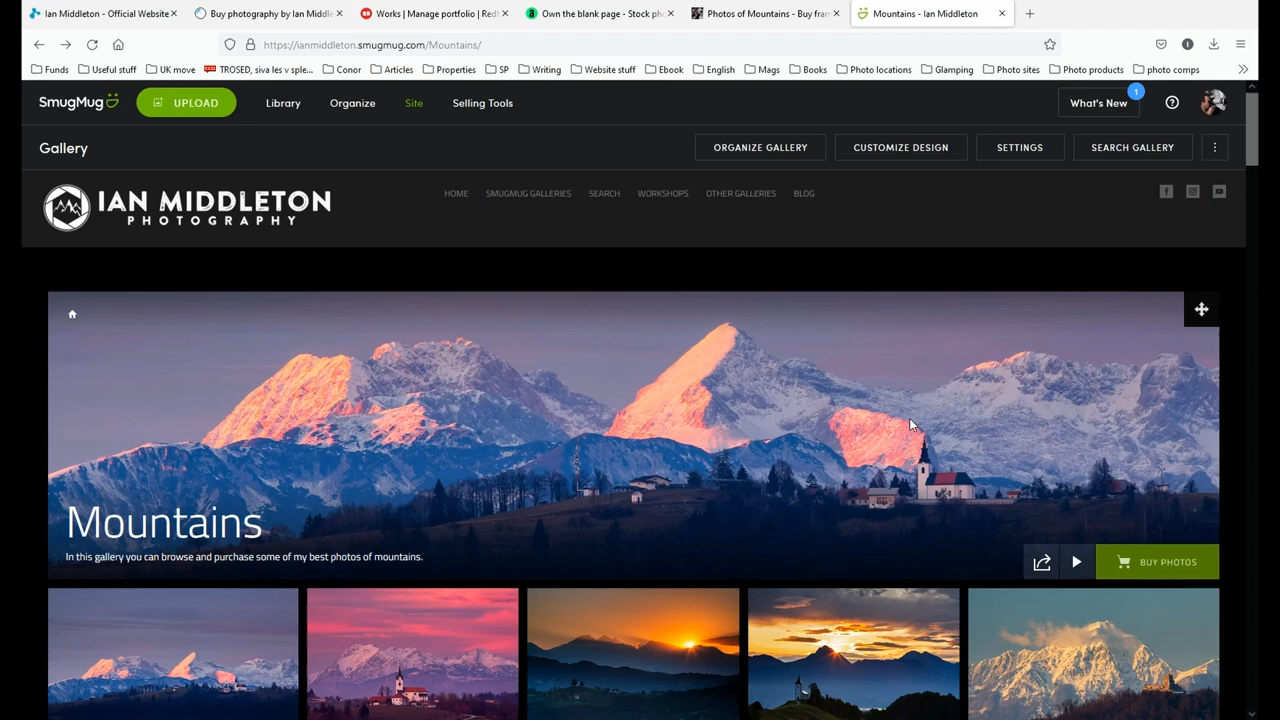 Ian Middleton - Official Website
Buy photography by Ian Middle
Works | Manage portfolio | Red
Own the blank page - Stock ph
Photos of Mountains - Buy fram
Mountains - Ian Middleton
https://ianmiddleton.smugmug.com/Mountains/
Funds
Useful stuff
UK move
TROSED, siva les v sple...
Conor
Articles
Properties
SP
Writing
Website stuff
Ebook
English
Mags
Books
Photo locations
Glamping
Photo sites
Photo products
photo comps
SmugMug
UPLOAD
Library
Organize
Site
Selling Tools
What's New
1
Gallery
ORGANIZE GALLERY
CUSTOMIZE DESIGN
SETTINGS
SEARCH GALLERY
IAN MIDDLETON
PHOTOGRAPHY
HOME
SMUGMUG GALLERIES
SEARCH
WORKSHOPS
OTHER GALLERIES
BLOG
Mountains
In this gallery you can browse and purchase some of my best photos of mountains.
BUY PHOTOS